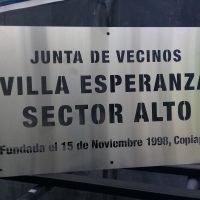 JUNTA DE VECINOS
VILLA ESPERANZA
SECTOR ALTO
Fundada el 15 de Noviembre 1998, Copiap